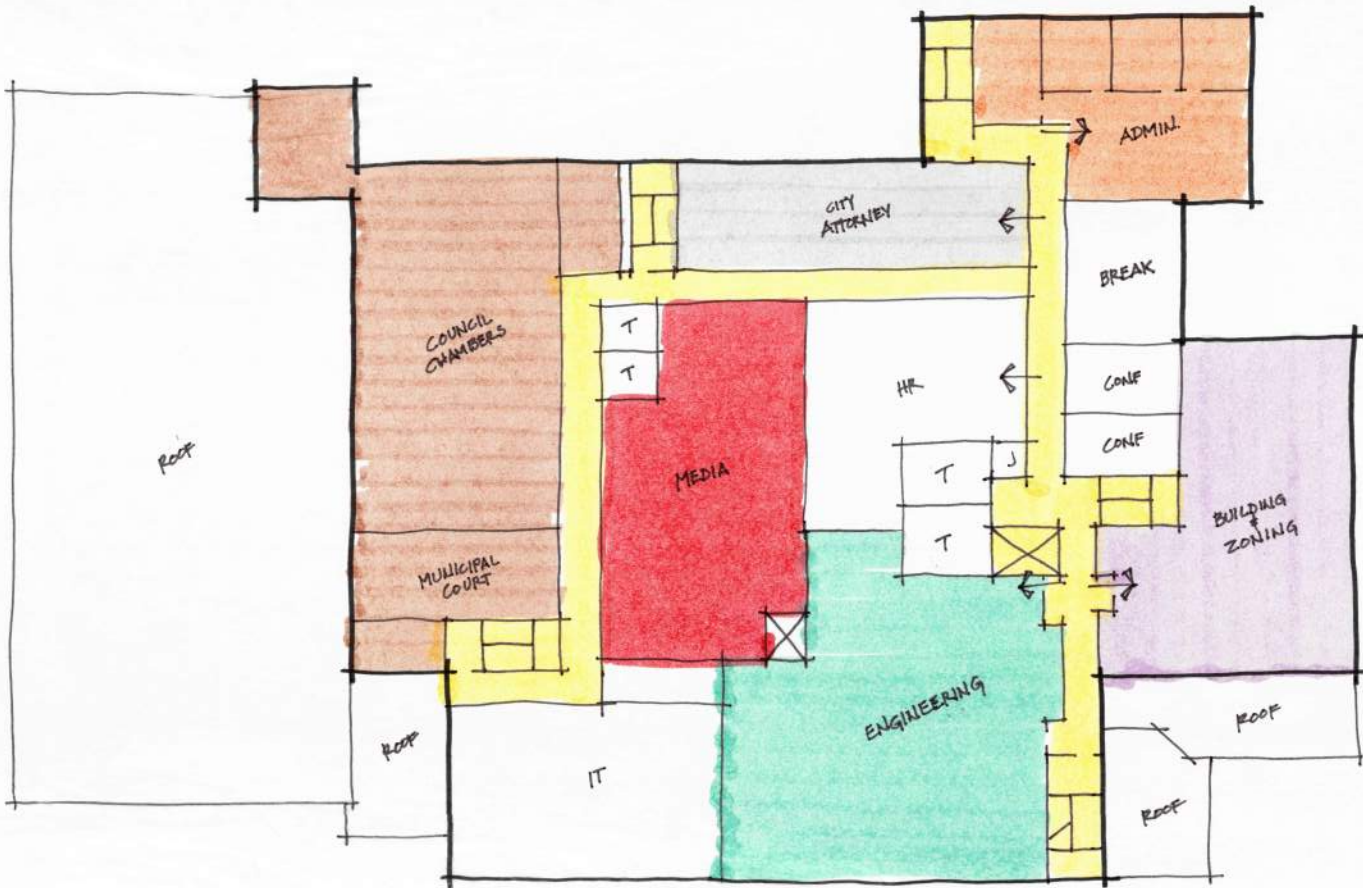 ADMIN.
CITY
ATTORNEY
BREAK
COUNCIL
CHAMBERS
T
T
HR
CONF
CONF
ROOF
MEDIA
T
J
T
BUILDING
&
ZONING
MUNICIPAL
COURT
ENGINEERING
ROOF
ROOF
IT
ROOF